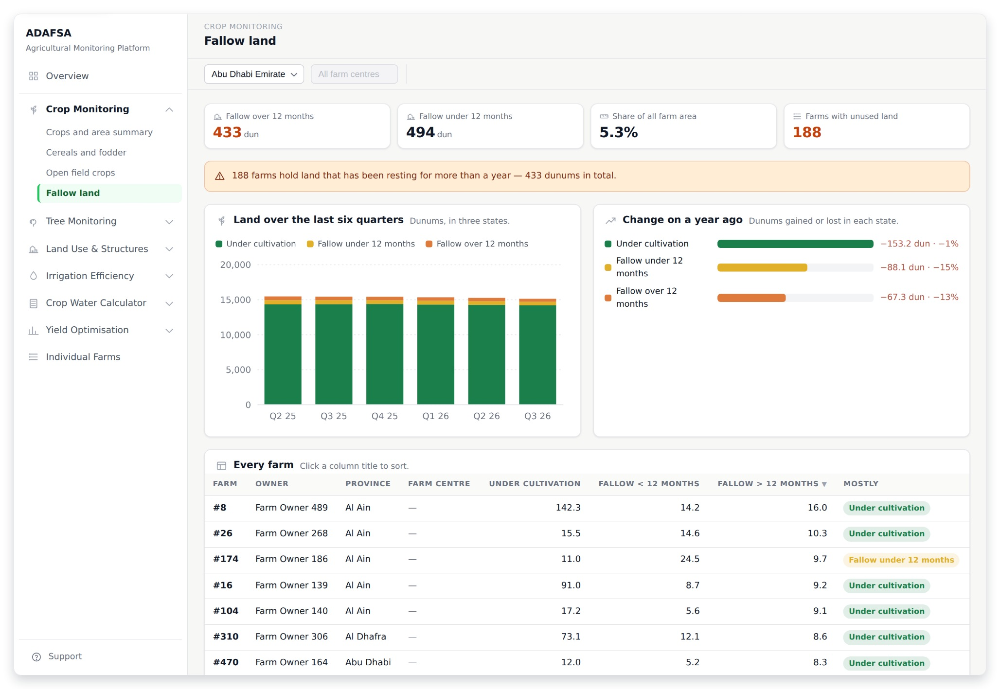 ADAFSA
Agricultural Monitoring Platform
Overview
Crop Monitoring
Crops and area summary
Cereals and fodder
Open field crops
Fallow land
Tree Monitoring
Land Use & Structures
Irrigation Efficiency
Crop Water Calculator
Yield Optimisation
Individual Farms
Support
CROP MONITORING
Fallow land
Abu Dhabi Emirate
All farm centres
Fallow over 12 months
433 dun
Fallow under 12 months
494 dun
Share of all farm area
5.3%
Farms with unused land
188
188 farms hold land that has been resting for more than a year — 433 dunums in total.
Land over the last six quarters Dunums, in three states.
Under cultivation Fallow under 12 months Fallow over 12 months
20,000
15,000
10,000
5,000
0
Q2 25 Q3 25 Q4 25 Q1 26 Q2 26 Q3 26
Change on a year ago Dunums gained or lost in each state.
Under cultivation −153.2 dun · −1%
Fallow under 12
months
−88.1 dun · −15%
Fallow over 12
months
−67.3 dun · −13%
Every farm Click a column title to sort.
FARM OWNER PROVINCE FARM CENTRE UNDER CULTIVATION FALLOW < 12 MONTHS FALLOW > 12 MONTHS ▼ MOSTLY
#8 Farm Owner 489 Al Ain — 142.3 14.2 16.0 Under cultivation
#26 Farm Owner 268 Al Ain — 15.5 14.6 10.3 Under cultivation
#174 Farm Owner 186 Al Ain — 11.0 24.5 9.7 Fallow under 12 months
#16 Farm Owner 139 Al Ain — 91.0 8.7 9.2 Under cultivation
#104 Farm Owner 140 Al Ain — 17.2 5.6 9.1 Under cultivation
#310 Farm Owner 306 Al Dhafra — 73.1 12.1 8.6 Under cultivation
#470 Farm Owner 164 Abu Dhabi — 12.0 5.2 8.3 Under cultivation